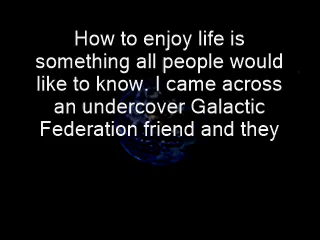 How to enjoy life is
something all people would
like to know. I came across
an undercover Galactic
Federation friend and they